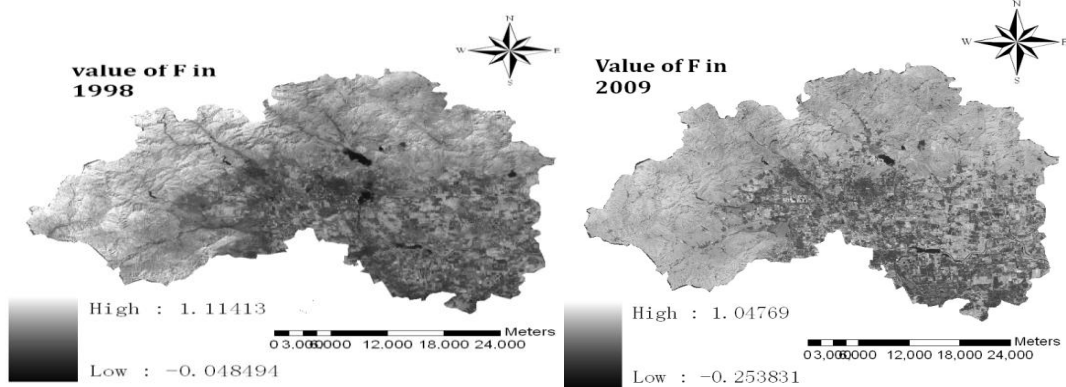 N
W E
S
value of F in
1998
High : 1.11413
Low : -0.048494
Meters
0 3,000 6,000 12,000 18,000 24,000
N
W E
S
Value of F in
2009
High : 1.04769
Low : -0.253831
Meters
0 3,000 6,000 12,000 18,000 24,000